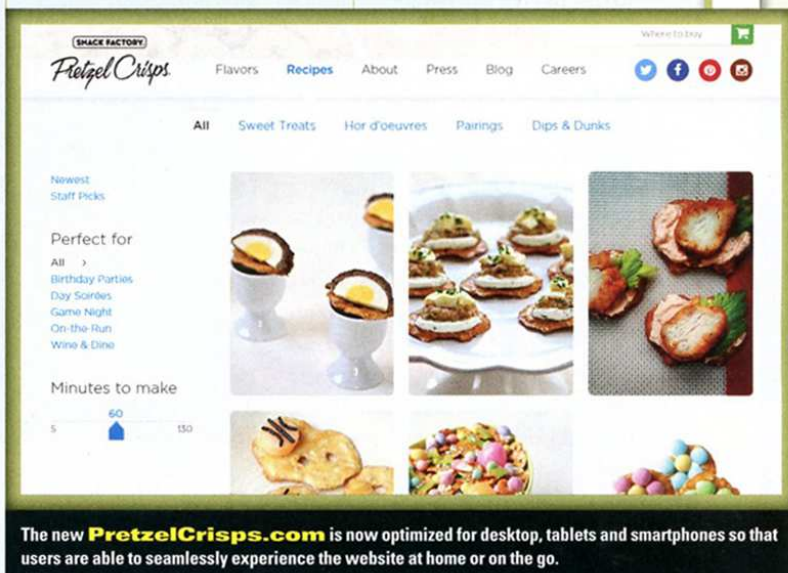 Where to buy
SNACK FACTORY
Pretzel Crisps
Flavors Recipes About Press Blog Careers
All Sweet Treats Hor d'oeuvres Pairings Dips & Dunks
Newest
Staff Picks
Perfect for
All >
Birthday Parties
Day Soirées
Game Night
On-the-Run
Wine & Dine
Minutes to make
60
5 130
The new PretzelCrisps.com is now optimized for desktop, tablets and smartphones so that
users are able to seamlessly experience the website at home or on the go.